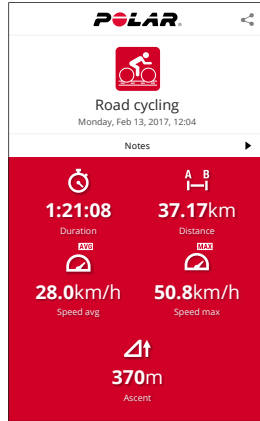 POLAR.
Road cycling
Monday, Feb 13, 2017, 12:04
Notes
A B
1:21:08 37.17km
Duration Distance
AVG MAX
28.0km/h 50.8km/h
Speed avg Speed max
370m
Ascent